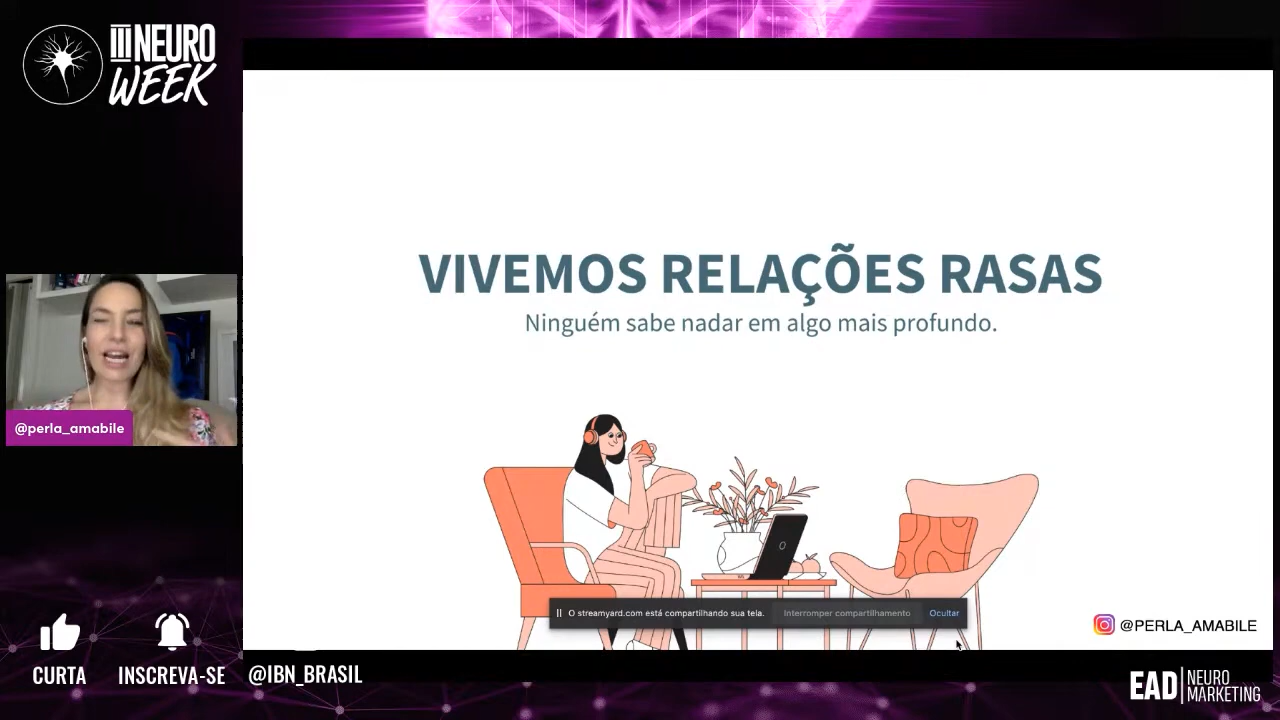 III NEURO
WEEK
VIVEMOS RELAÇÕES RASAS
Ninguém sabe nadar em algo mais profundo.
@perla_amabile
O streamyard.com está compartilhando sua tela.
Interromper compartilhamento
Ocultar
@PERLA_AMABILE
CURTA
INSCREVA-SE
@IBN_BRASIL
EAD NEURO
MARKETING